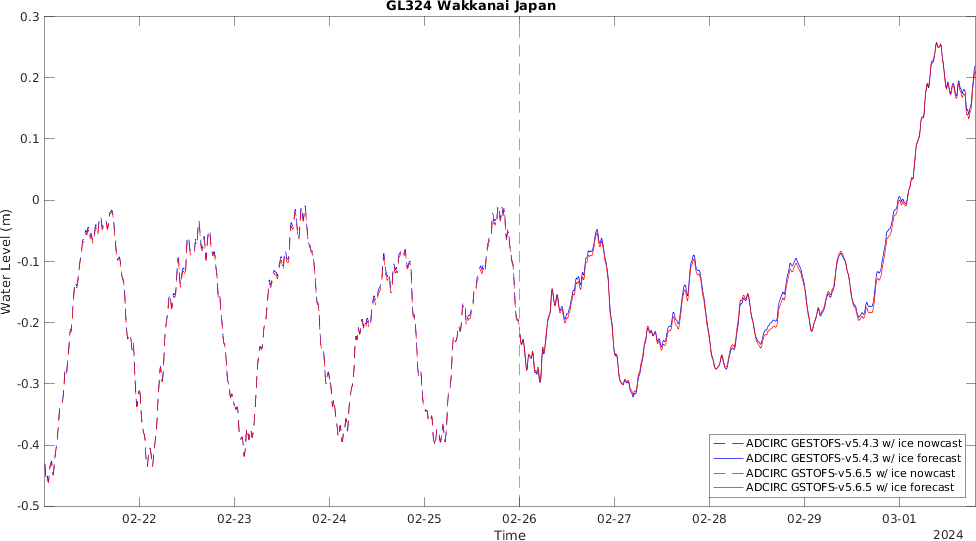 GL324 Wakkanai Japan
0.3
0.2
0.1
0
-0.1
-0.2
-0.3
-0.4
-0.5
Water Level (m)
ADCIRC GESTOFS-v5.4.3 w/ ice nowcast
ADCIRC GESTOFS-v5.4.3 w/ ice forecast
ADCIRC GSTOFS-v5.6.5 w/ ice nowcast
ADCIRC GSTOFS-v5.6.5 w/ ice forecast
02-22 02-23 02-24 02-25 02-26 02-27 02-28 02-29 03-01
Time
2024